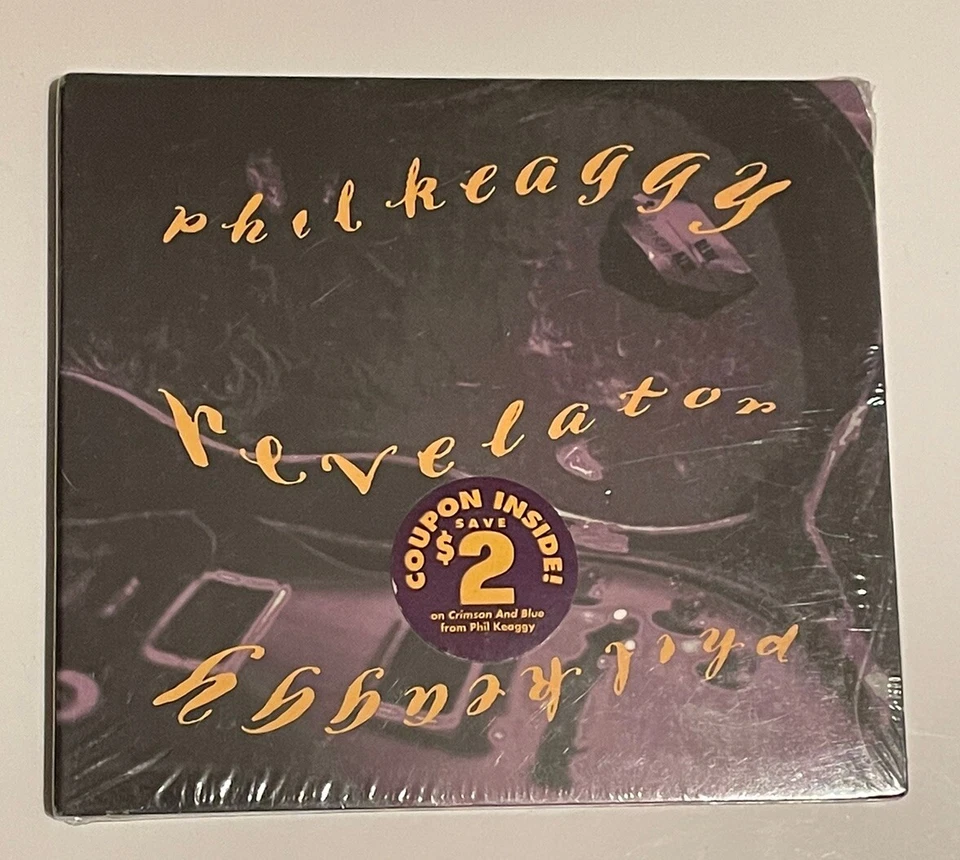 phil keaggy
revelator
COUPON INSIDE!
SAVE
$2
on Crimson And Blue
from Phil Keaggy
phil keaggy